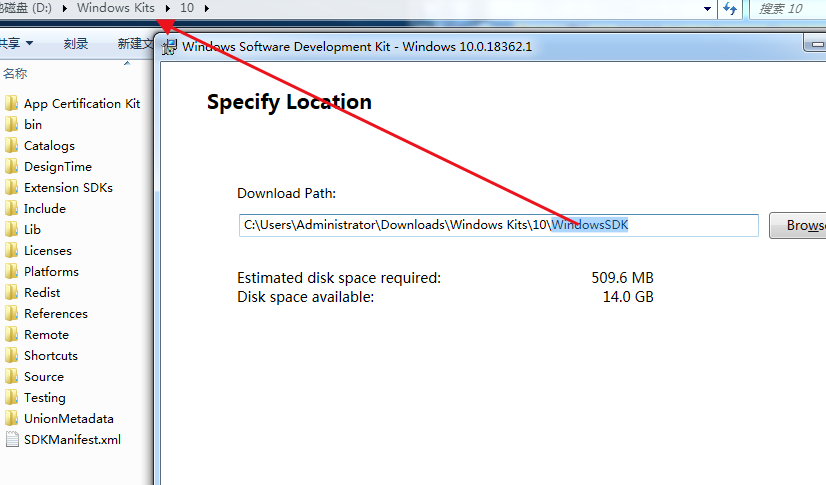 磁盘 (D:) Windows Kits 10 搜索 10
共享 刻录 新建文
Windows Software Development Kit - Windows 10.0.18362.1
名称
Specify Location
App Certification Kit
bin
Catalogs
DesignTime
Extension SDKs
Include
Lib
Licenses
Platforms
Redist
References
Remote
Shortcuts
Source
Testing
UnionMetadata
SDKManifest.xml
Download Path:
C:\Users\Administrator\Downloads\Windows Kits\10\WindowsSDK
Brows
Estimated disk space required: 509.6 MB
Disk space available: 14.0 GB